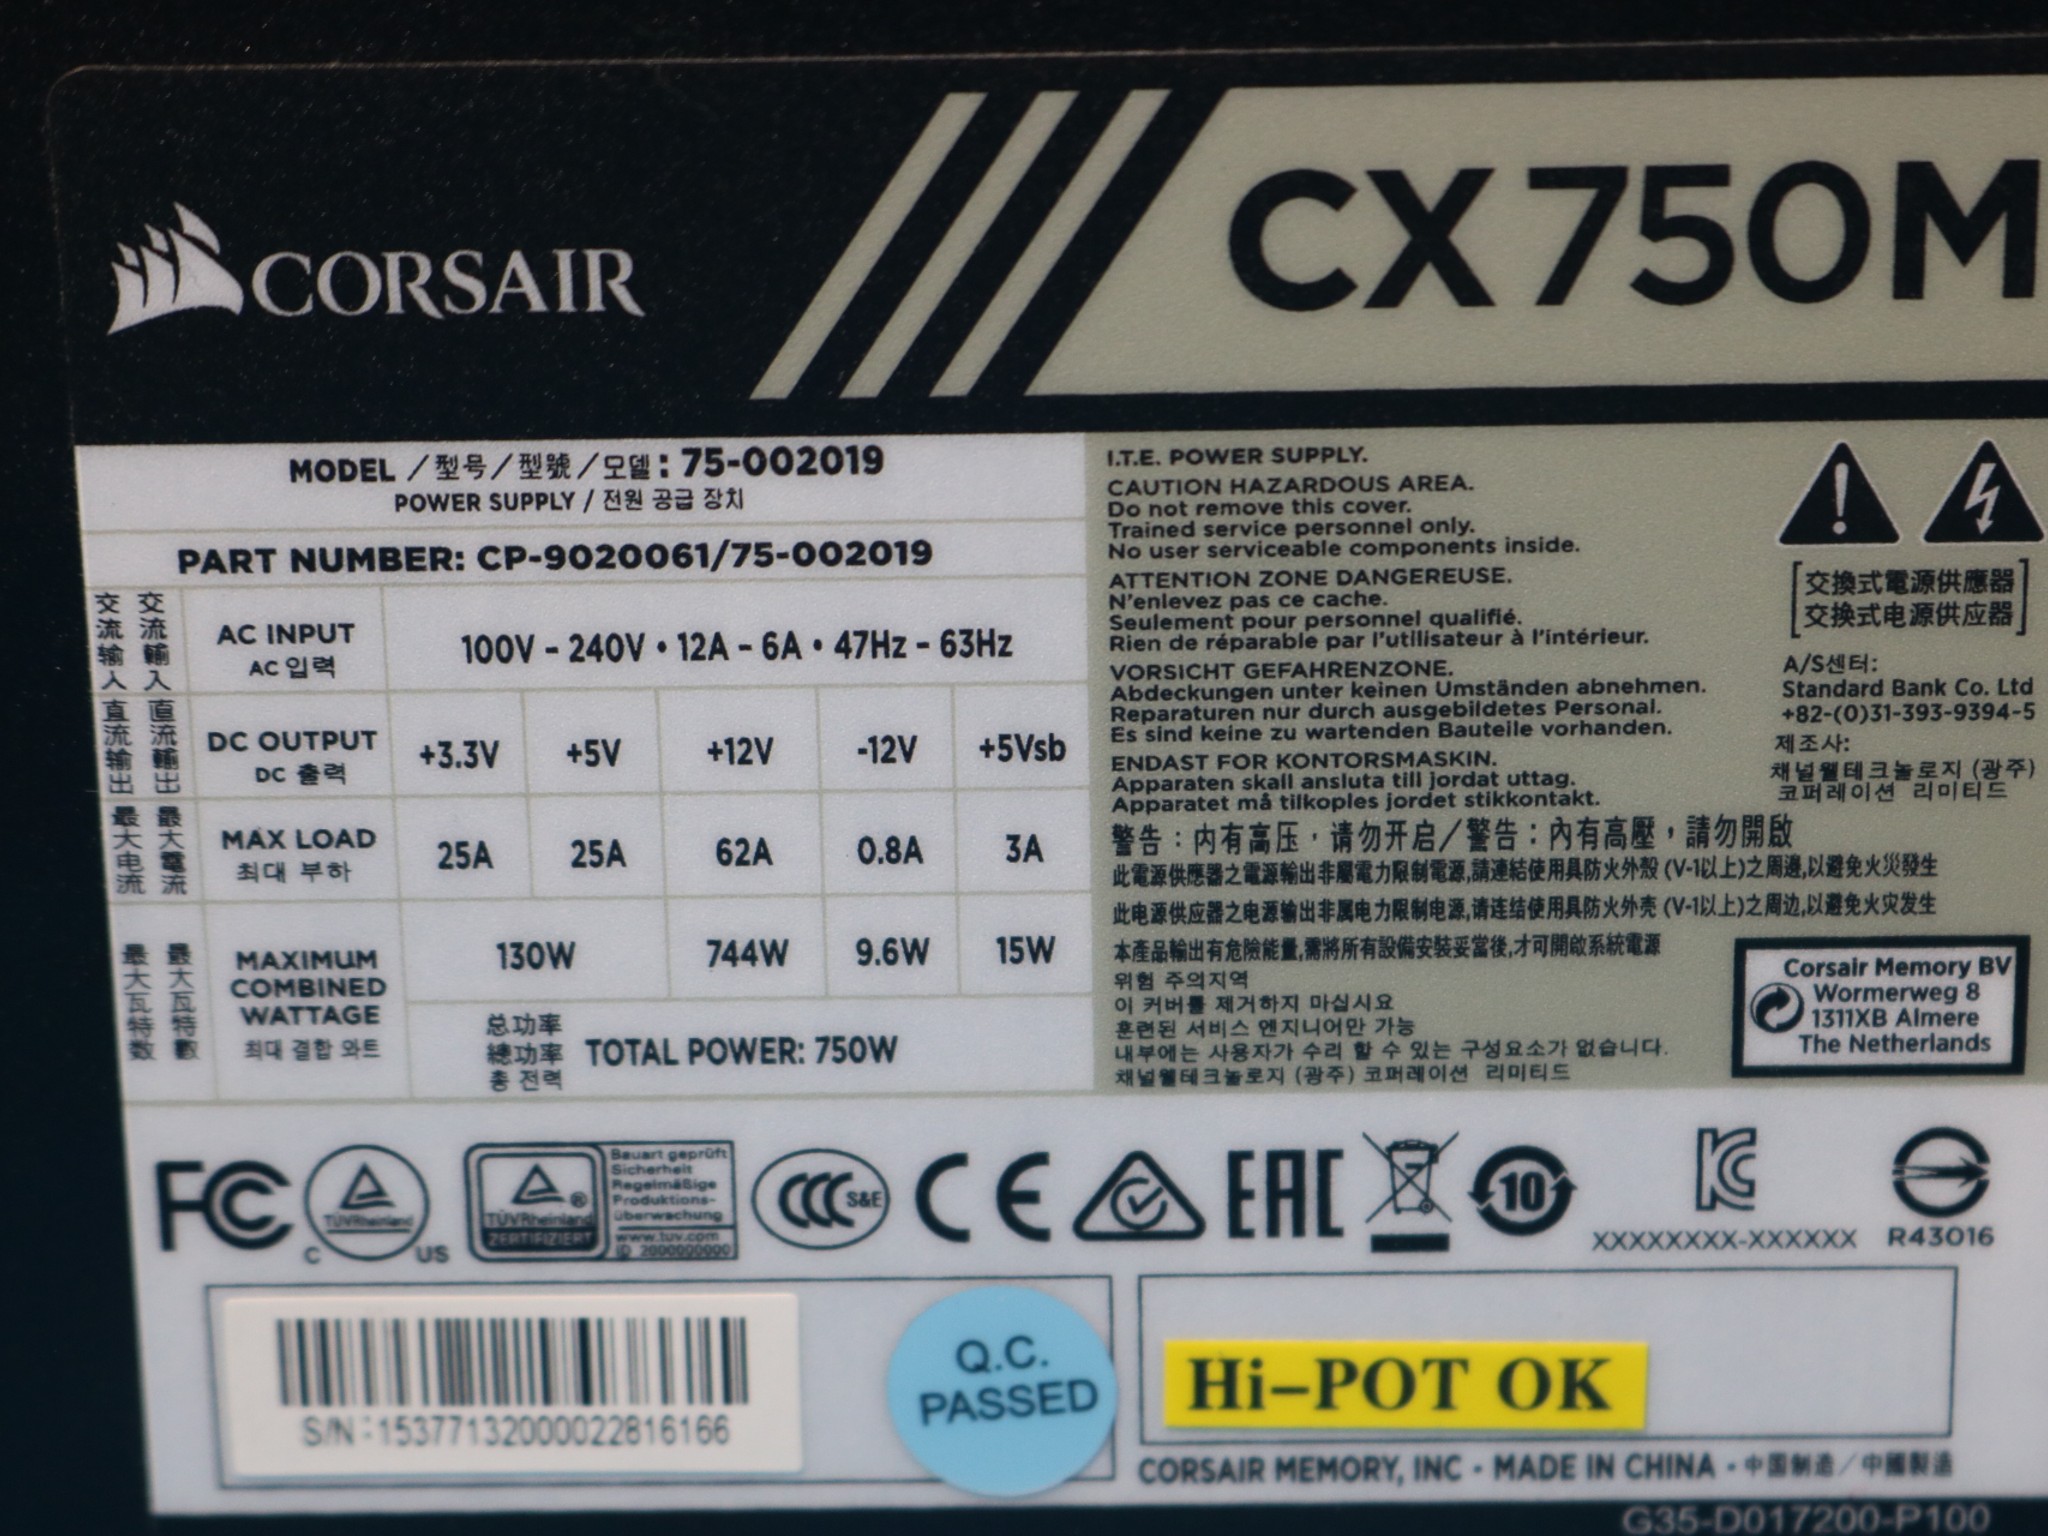 CORSAIR
CX750M
MODEL /型号/型號/모델: 75-002019
POWER SUPPLY / 전원 공급 장치
PART NUMBER: CP-9020061/75-002019
交流输入 交流輸入
AC INPUT
AC 입력
100V - 240V • 12A - 6A • 47Hz - 63Hz
直流输出 直流輸出
DC OUTPUT
DC 출력
+3.3V +5V +12V -12V +5Vsb
最大电流 最大電流
MAX LOAD
최대 부하
25A 25A 62A 0.8A 3A
最大瓦特数 最大瓦特數
MAXIMUM
COMBINED
WATTAGE
최대 결합 와트
130W 744W 9.6W 15W
总功率
總功率
총 전력
TOTAL POWER: 750W
I.T.E. POWER SUPPLY.
CAUTION HAZARDOUS AREA.
Do not remove this cover.
Trained service personnel only.
No user serviceable components inside.
ATTENTION ZONE DANGEREUSE.
N'enlevez pas ce cache.
Seulement pour personnel qualifié.
Rien de réparable par l'utilisateur à l'intérieur.
VORSICHT GEFAHRENZONE.
Abdeckungen unter keinen Umständen abnehmen.
Reparaturen nur durch ausgebildetes Personal.
Es sind keine zu wartenden Bauteile vorhanden.
ENDAST FOR KONTORSMASKIN.
Apparaten skall ansluta till jordat uttag.
Apparatet må tilkoples jordet stikkontakt.
警告：内有高压，请勿开启/警告：內有高壓，請勿開啟
此電源供應器之電源輸出非屬電力限制電源,請連結使用具防火外殼 (V-1以上)之周邊,以避免火災發生
此电源供应器之电源输出非属电力限制电源,请连结使用具防火外壳 (V-1以上)之周边,以避免火灾发生
本產品輸出有危險能量,需將所有設備安裝妥當後,才可開啟系統電源
위험 주의지역
이 커버를 제거하지 마십시요
훈련된 서비스 엔지니어만 가능
내부에는 사용자가 수리 할 수 있는 구성요소가 없습니다.
채널웰테크놀로지 (광주) 코퍼레이션 리미티드
交換式電源供應器
交换式电源供应器
A/S센터:
Standard Bank Co. Ltd
+82-(0)31-393-9394-5
제조사:
채널웰테크놀로지 (광주)
코퍼레이션 리미티드
Corsair Memory BV
Wormerweg 8
1311XB Almere
The Netherlands
FC
TÜVRheinland
C US
TÜVRheinland ®
ZERTIFIZIERT
Bauart geprüft
Sicherheit
Regelmäßige
Produktions-
überwachung
www.tuv.com
ID 2000000000
CCC S&E
CE
EAC
10
KC
XXXXXXXX-XXXXXX
R43016
S/N:15377132000022816166
Q.C.
PASSED
Hi-POT OK
CORSAIR MEMORY, INC · MADE IN CHINA · 中国制造/中國製造
G35-D017200-P100